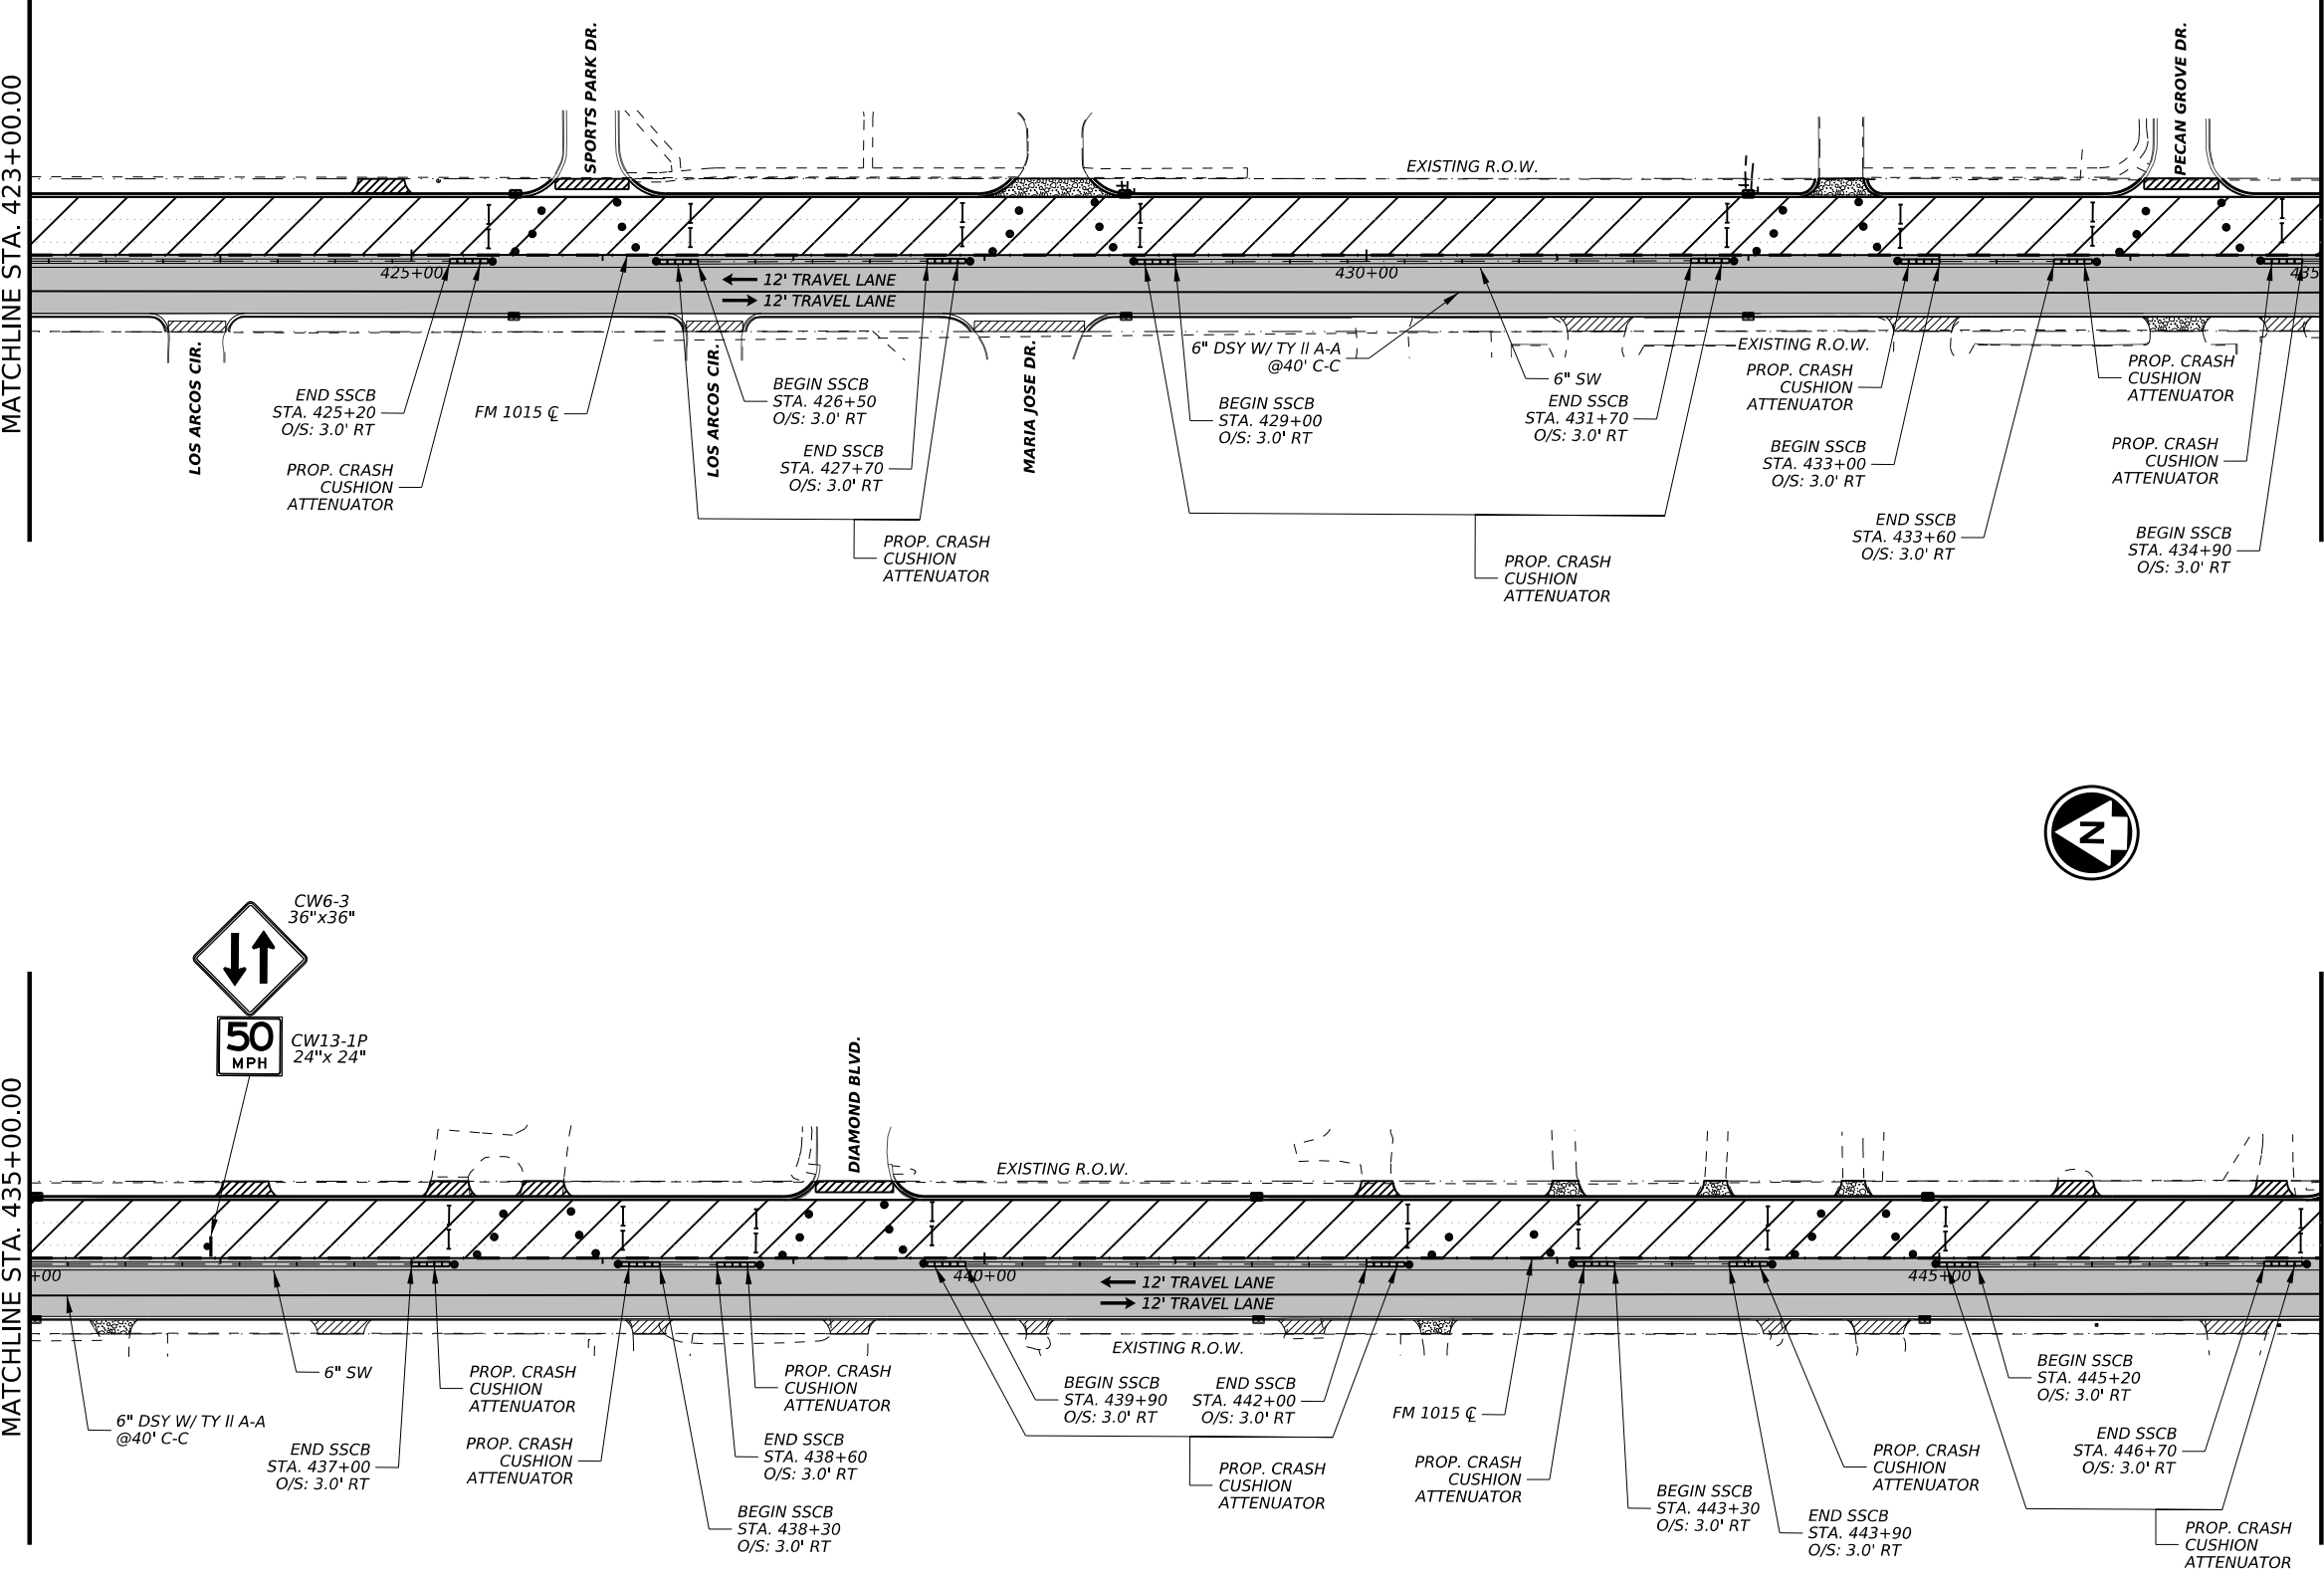 MATCHLINE STA. 423+00.00
SPORTS PARK DR.
PECAN GROVE DR.
EXISTING R.O.W.
425+00
430+00
435
12' TRAVEL LANE
12' TRAVEL LANE
LOS ARCOS CIR.
END SSCB
STA. 425+20
O/S: 3.0' RT
PROP. CRASH
CUSHION
ATTENUATOR
FM 1015 ℄
LOS ARCOS CIR.
BEGIN SSCB
STA. 426+50
O/S: 3.0' RT
END SSCB
STA. 427+70
O/S: 3.0' RT
PROP. CRASH
CUSHION
ATTENUATOR
MARIA JOSE DR.
6" DSY W/ TY II A-A
@40' C-C
BEGIN SSCB
STA. 429+00
O/S: 3.0' RT
6" SW
END SSCB
STA. 431+70
O/S: 3.0' RT
PROP. CRASH
CUSHION
ATTENUATOR
EXISTING R.O.W.
PROP. CRASH
CUSHION
ATTENUATOR
BEGIN SSCB
STA. 433+00
O/S: 3.0' RT
END SSCB
STA. 433+60
O/S: 3.0' RT
PROP. CRASH
CUSHION
ATTENUATOR
PROP. CRASH
CUSHION
ATTENUATOR
BEGIN SSCB
STA. 434+90
O/S: 3.0' RT
N
MATCHLINE STA. 435+00.00
CW6-3
36"x36"
50
MPH
CW13-1P
24"x 24"
DIAMOND BLVD.
EXISTING R.O.W.
+00
440+00
445+00
12' TRAVEL LANE
12' TRAVEL LANE
EXISTING R.O.W.
6" DSY W/ TY II A-A
@40' C-C
6" SW
END SSCB
STA. 437+00
O/S: 3.0' RT
PROP. CRASH
CUSHION
ATTENUATOR
PROP. CRASH
CUSHION
ATTENUATOR
BEGIN SSCB
STA. 438+30
O/S: 3.0' RT
END SSCB
STA. 438+60
O/S: 3.0' RT
PROP. CRASH
CUSHION
ATTENUATOR
BEGIN SSCB
STA. 439+90
O/S: 3.0' RT
END SSCB
STA. 442+00
O/S: 3.0' RT
PROP. CRASH
CUSHION
ATTENUATOR
FM 1015 ℄
PROP. CRASH
CUSHION
ATTENUATOR
BEGIN SSCB
STA. 443+30
O/S: 3.0' RT
END SSCB
STA. 443+90
O/S: 3.0' RT
PROP. CRASH
CUSHION
ATTENUATOR
BEGIN SSCB
STA. 445+20
O/S: 3.0' RT
END SSCB
STA. 446+70
O/S: 3.0' RT
PROP. CRASH
CUSHION
ATTENUATOR